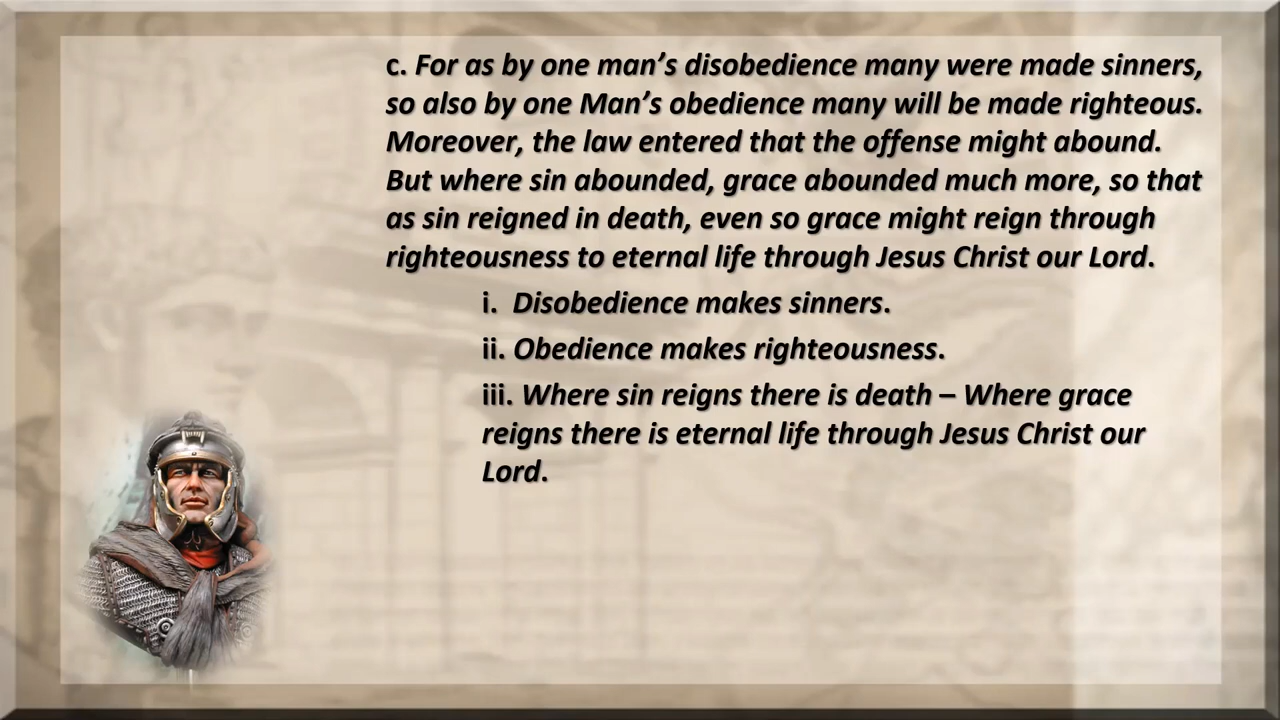 c. For as by one man’s disobedience many were made sinners,
so also by one Man’s obedience many will be made righteous.
Moreover, the law entered that the offense might abound.
But where sin abounded, grace abounded much more, so that
as sin reigned in death, even so grace might reign through
righteousness to eternal life through Jesus Christ our Lord.
i. Disobedience makes sinners.
ii. Obedience makes righteousness.
iii. Where sin reigns there is death – Where grace
reigns there is eternal life through Jesus Christ our
Lord.